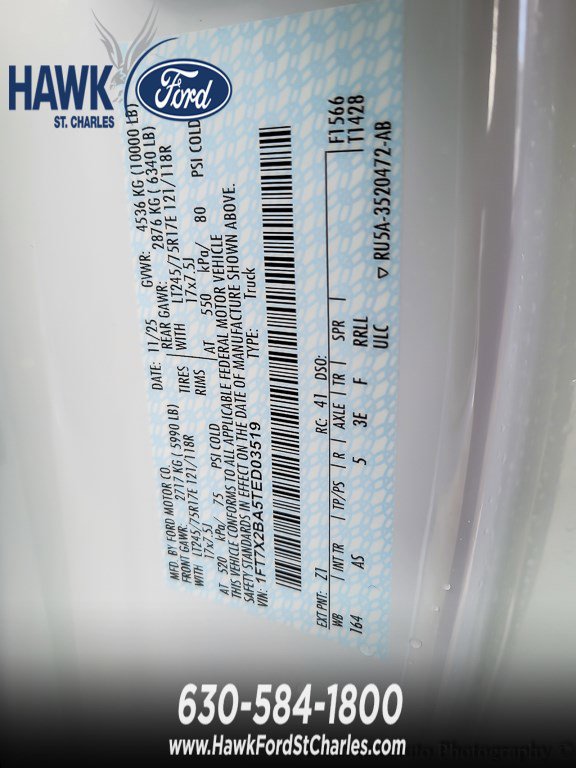 HAWK
Ford
ST. CHARLES
MFD. BY FORD MOTOR CO.
DATE: 11/25
GVWR: 4536 KG (10000 LB)
FRONT GAWR: 2717 KG ( 5990 LB)
REAR GAWR: 2876 KG ( 6340 LB)
WITH LT245/75R17E 121/118R
TIRES
WITH LT245/75R17E 121/118R
17x7.5J
RIMS
17x7.5J
AT 520 kPa/ 75 PSI COLD
AT 550 kPa/ 80 PSI COLD
THIS VEHICLE CONFORMS TO ALL APPLICABLE FEDERAL MOTOR VEHICLE
SAFETY STANDARDS IN EFFECT ON THE DATE OF MANUFACTURE SHOWN ABOVE.
VIN: 1FT7X2BA5TED03519
TYPE: Truck
F1566
T1428
EXT PNT: Z1
RC: 41
DSO:
WB
INT TR
TP/PS
R
AXLE
TR
SPR
164
AS
5
3E
F
RRLL
ULC
▽ RU5A-3520472-AB
630-584-1800
www.HawkFordStCharles.com
Auto Photography ©